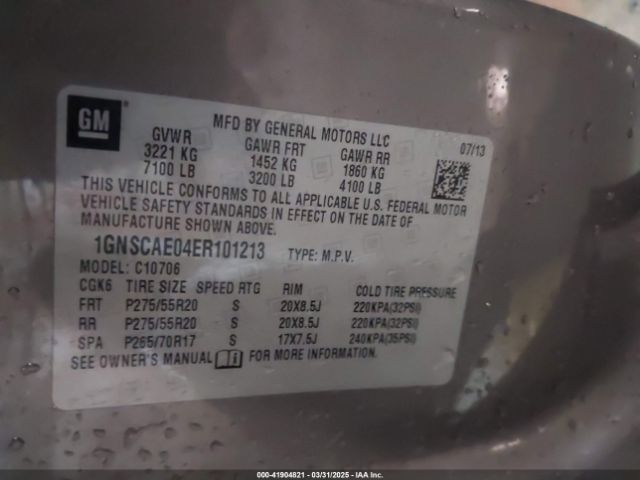 GM
MFD BY GENERAL MOTORS LLC
07/13
GVWR GAWR FRT GAWR RR
3221 KG 1452 KG 1860 KG
7100 LB 3200 LB 4100 LB
THIS VEHICLE CONFORMS TO ALL APPLICABLE U.S. FEDERAL MOTOR
VEHICLE SAFETY STANDARDS IN EFFECT ON THE DATE OF
MANUFACTURE SHOWN ABOVE.
1GNSCAE04ER101213 TYPE: M.P.V.
MODEL: C10706
CGK6 TIRE SIZE SPEED RTG RIM COLD TIRE PRESSURE
FRT P275/55R20 S 20X8.5J 220KPA(32PSI)
RR P275/55R20 S 20X8.5J 220KPA(32PSI)
SPA P265/70R17 S 17X7.5J 240KPA(35PSI)
SEE OWNER'S MANUAL FOR MORE INFORMATION.
000-41904821 - 03/31/2025 - IAA Inc.